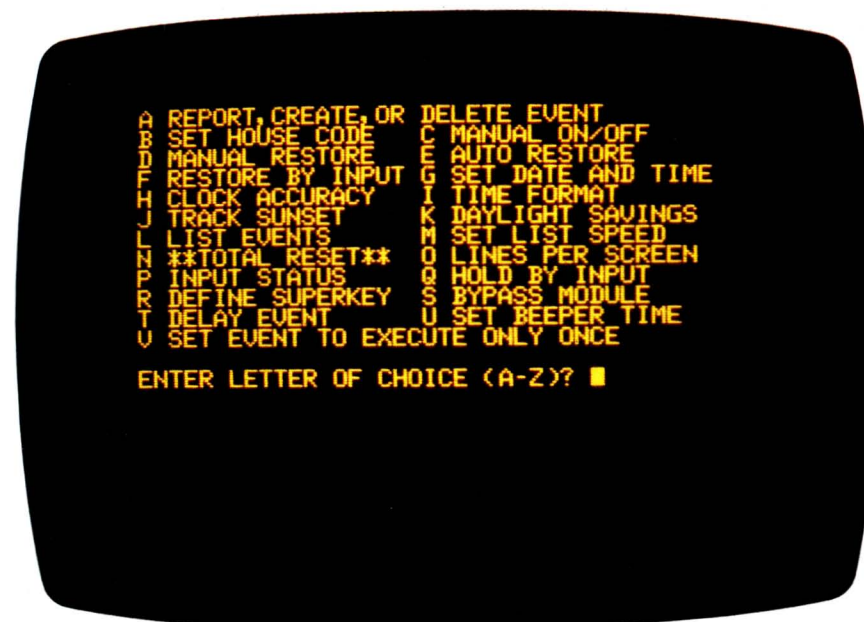 A REPORT,CREATE,OR DELETE EVENT
B SET HOUSE CODE C MANUAL ON/OFF
D MANUAL RESTORE E AUTO RESTORE
F RESTORE BY INPUT G SET DATE AND TIME
H CLOCK ACCURACY I TIME FORMAT
J TRACK SUNSET K DAYLIGHT SAVINGS
L LIST EVENTS M SET LIST SPEED
N **TOTAL RESET** O LINES PER SCREEN
P INPUT STATUS Q HOLD BY INPUT
R DEFINE SUPERKEY S BYPASS MODULE
T DELAY EVENT U SET BEEPER TIME
V SET EVENT TO EXECUTE ONLY ONCE
ENTER LETTER OF CHOICE (A-Z)?